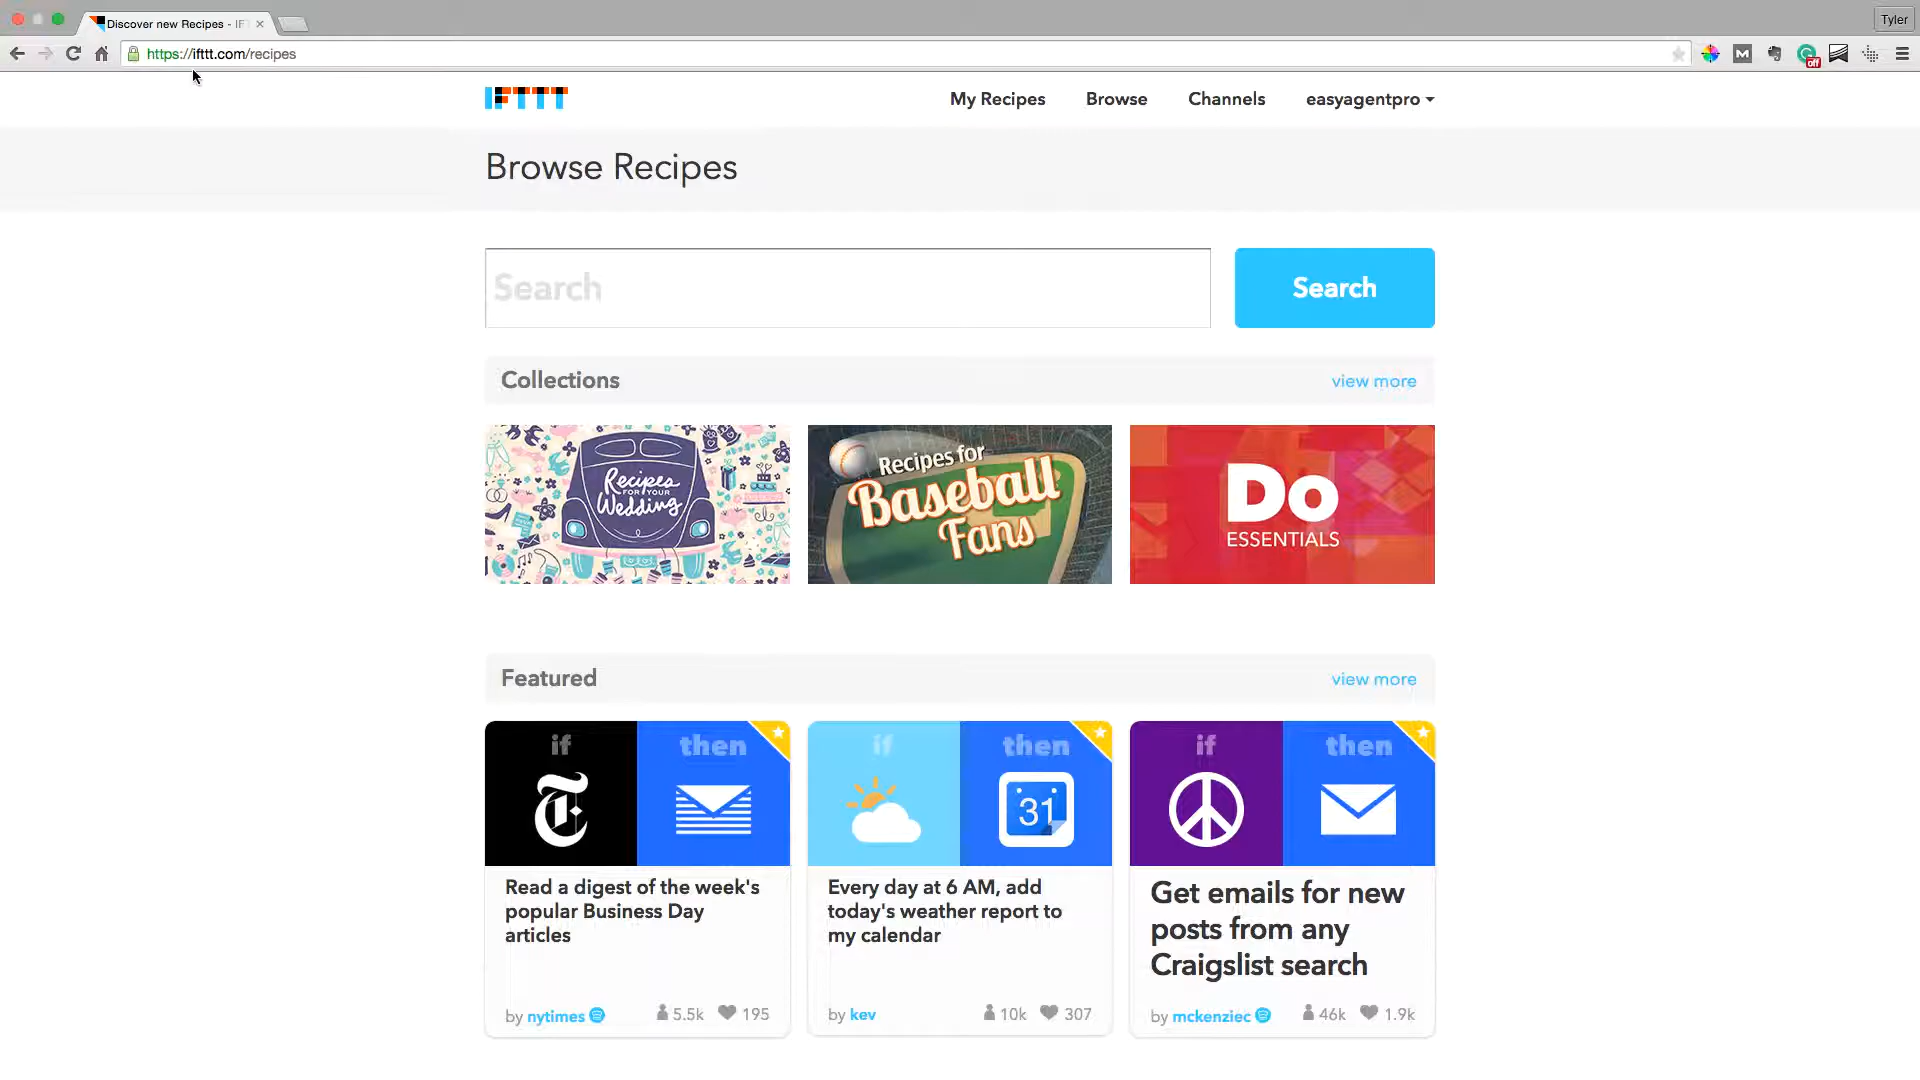 Discover new Recipes - IF
Tyler
https://ifttt.com/recipes
off
IFTTT
My Recipes
Browse
Channels
easyagentpro
Browse Recipes
Search
Search
Collections
view more
Recipes
FOR YOUR
Wedding
Recipes for
Baseball
Fans
Do
ESSENTIALS
Featured
view more
if
then
if
then
31
if
then
Read a digest of the week's
popular Business Day
articles
by nytimes
5.5k
195
Every day at 6 AM, add
today's weather report to
my calendar
by kev
10k
307
Get emails for new
posts from any
Craigslist search
by mckenziec
46k
1.9k